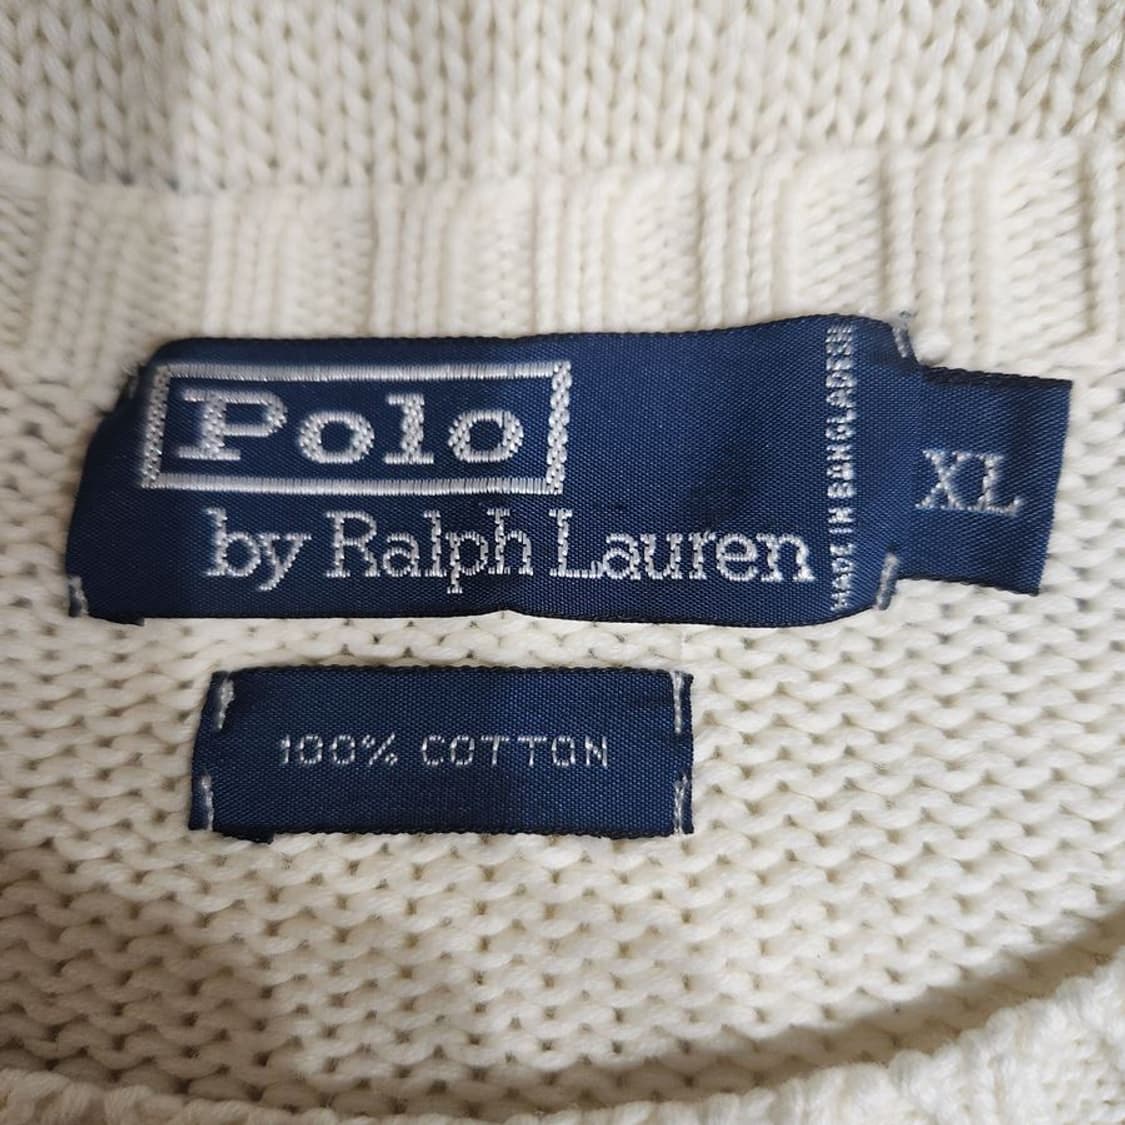 Polo
by Ralph Lauren
MADE IN BANGLADESH
XL
100% COTTON